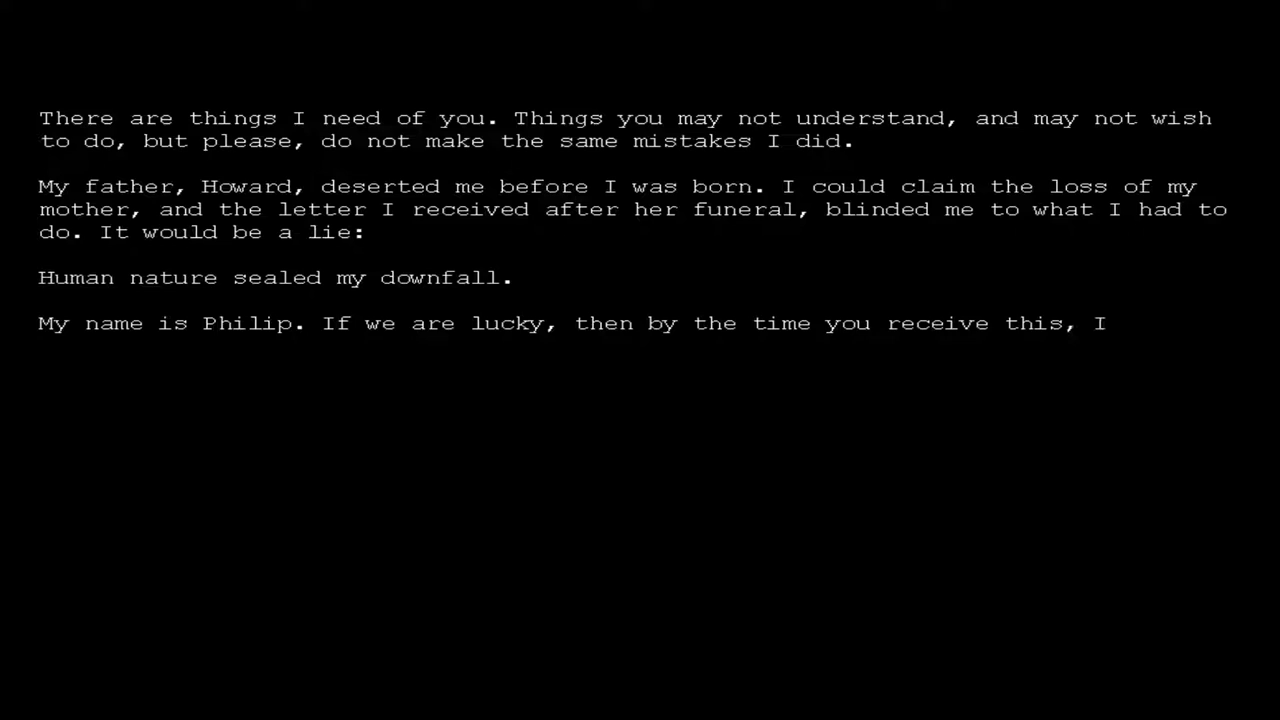 There are things I need of you. Things you may not understand, and may not wish
to do, but please, do not make the same mistakes I did.
My father, Howard, deserted me before I was born. I could claim the loss of my
mother, and the letter I received after her funeral, blinded me to what I had to
do. It would be a lie:
Human nature sealed my downfall.
My name is Philip. If we are lucky, then by the time you receive this, I